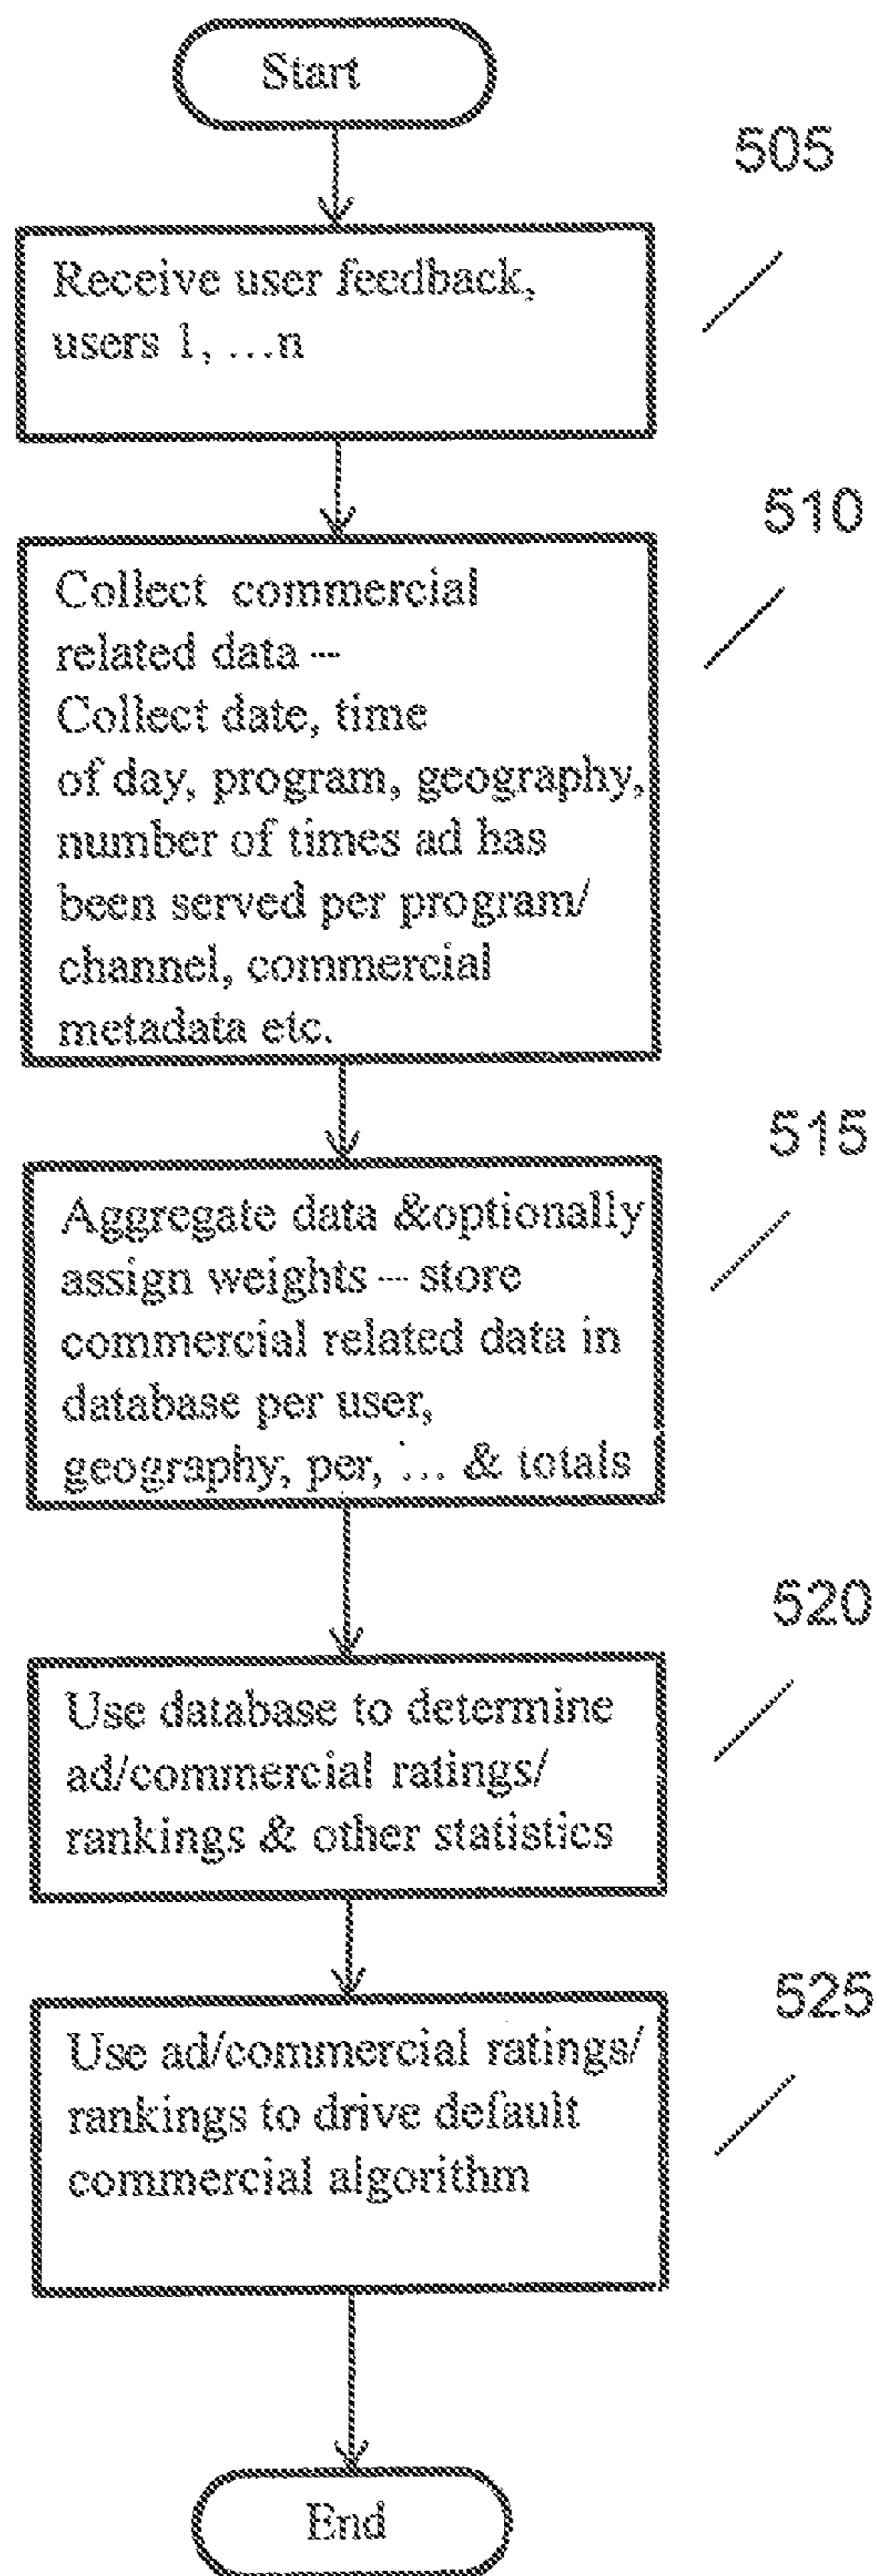 Start
505
Receive user feedback,
users 1, ...n
510
Collect commercial
related data --
Collect date, time
of day, program, geography,
number of times ad has
been served per program/
channel, commercial
metadata etc.
515
Aggregate data &optionally
assign weights -- store
commercial related data in
database per user,
geography, per, ... & totals
520
Use database to determine
ad/commercial ratings/
rankings & other statistics
525
Use ad/commercial ratings/
rankings to drive default
commercial algorithm
End